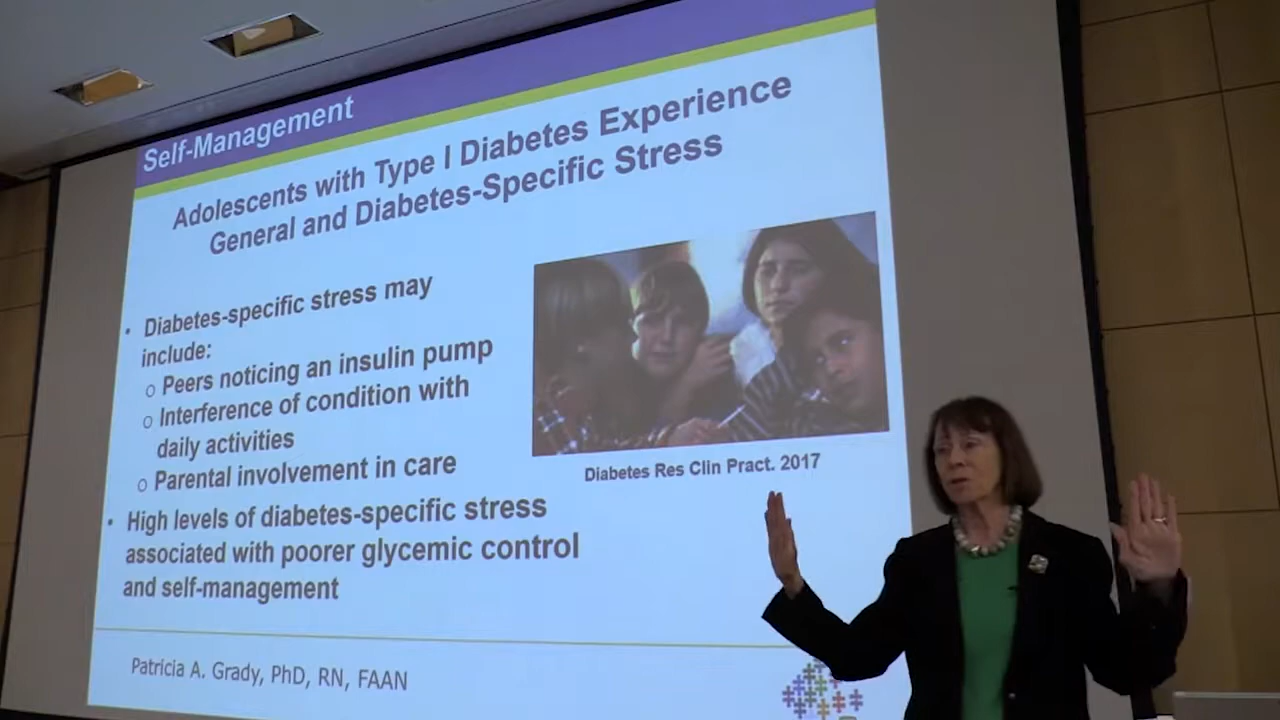 Self-Management
Adolescents with Type I Diabetes Experience
General and Diabetes-Specific Stress
• Diabetes-specific stress may
include:
o Peers noticing an insulin pump
o Interference of condition with
daily activities
o Parental involvement in care
• High levels of diabetes-specific stress
associated with poorer glycemic control
and self-management
Diabetes Res Clin Pract. 2017
Patricia A. Grady, PhD, RN, FAAN